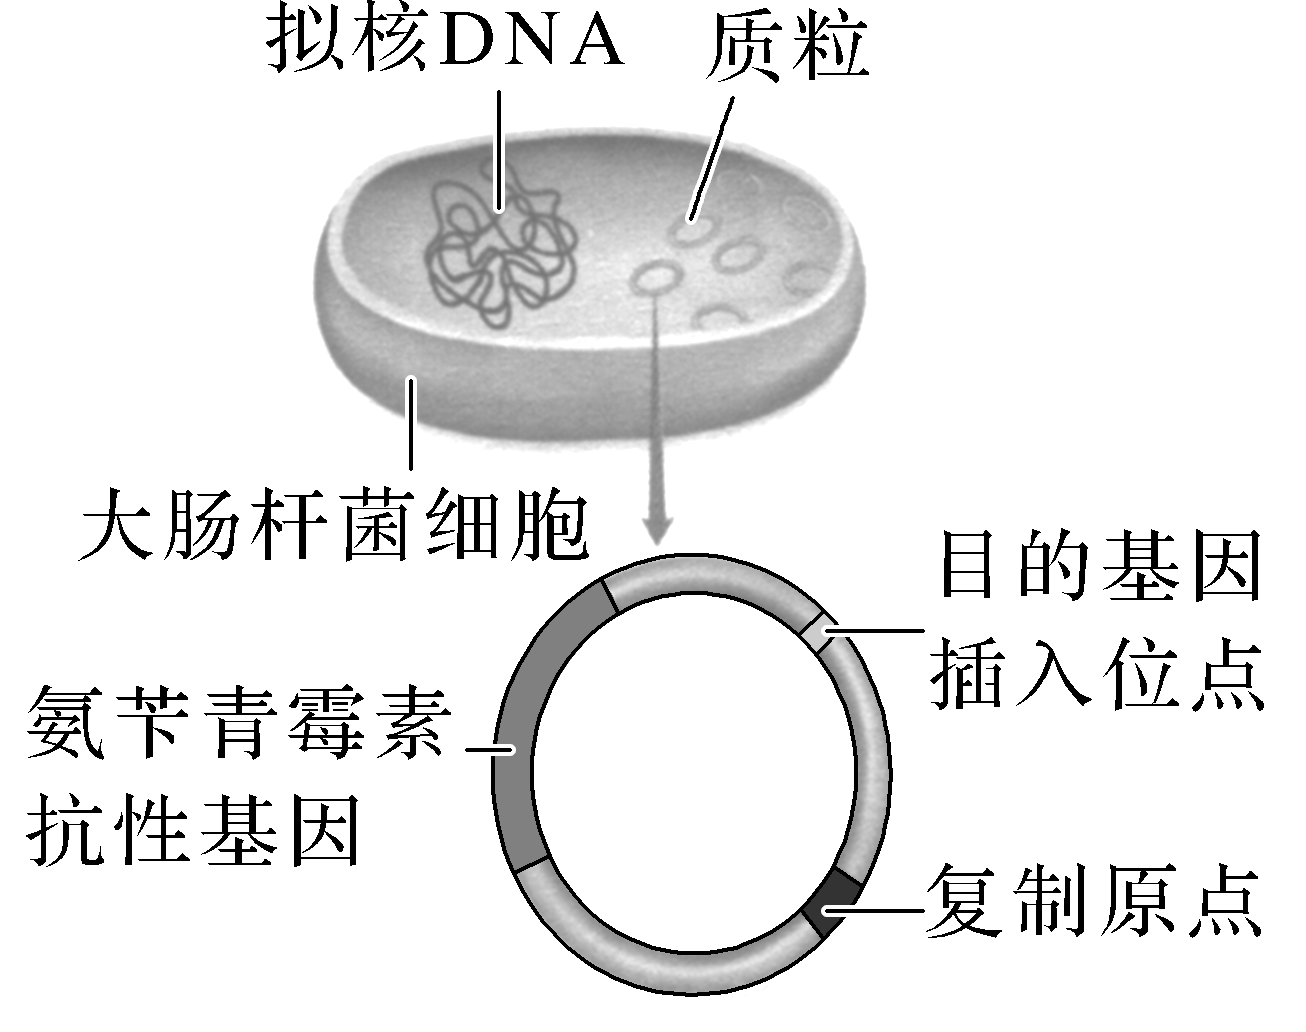 拟核DNA
质粒
大肠杆菌细胞
目的基因
插入位点
氨苄青霉素
抗性基因
复制原点